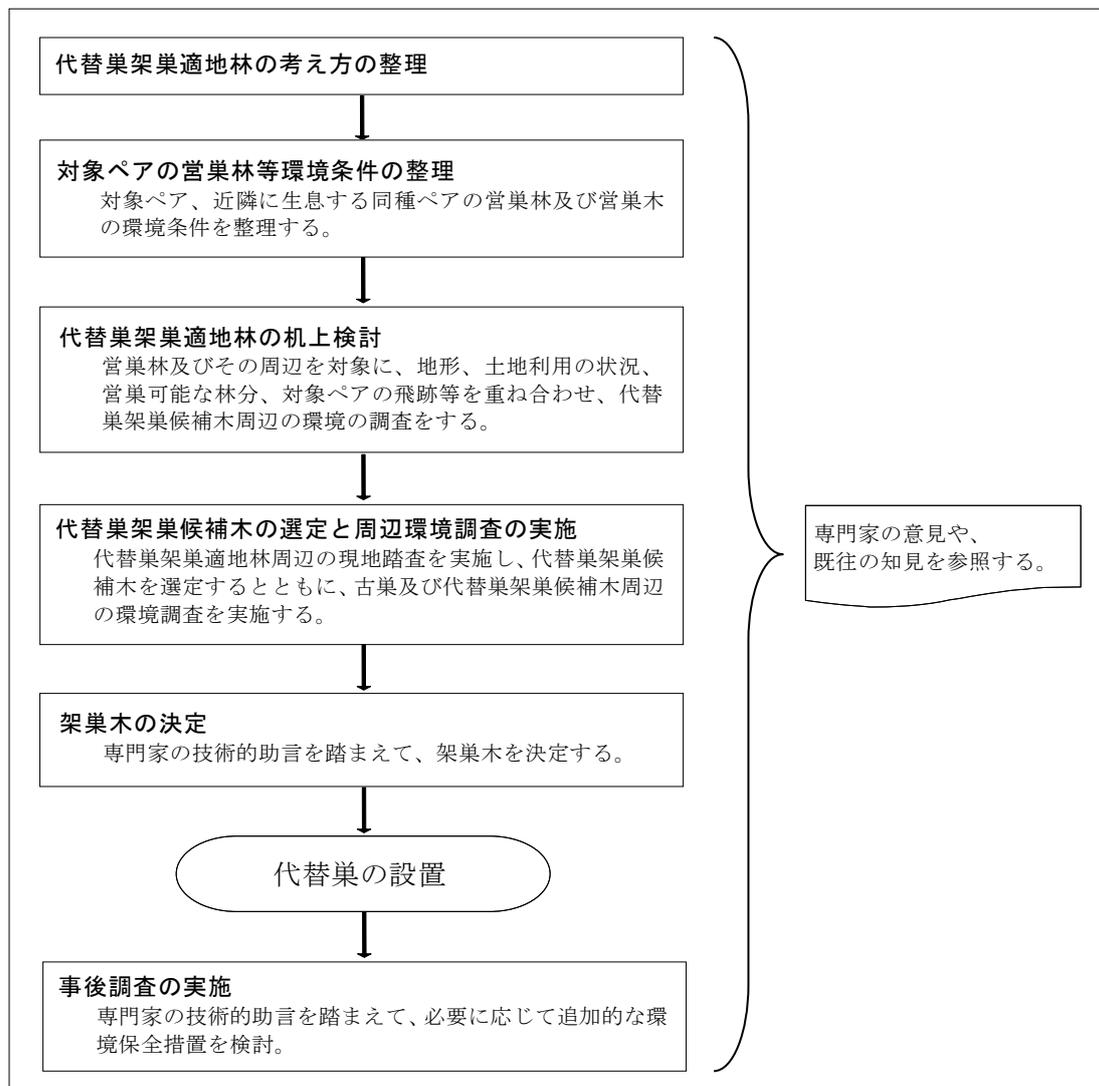 代替巣架巣適地林の考え方の整理
対象ペアの営巣林等環境条件の整理
対象ペア、近隣に生息する同種ペアの営巣林及び営巣木
の環境条件を整理する。
代替巣架巣適地林の机上検討
営巣林及びその周辺を対象に、地形、土地利用の状況、
営巣可能な林分、対象ペアの飛跡等を重ね合わせ、代替
巣架巣候補木周辺の環境の調査をする。
代替巣架巣候補木の選定と周辺環境調査の実施
代替巣架巣適地林周辺の現地踏査を実施し、代替巣架巣候
補木を選定するとともに、古巣及び代替巣架巣候補木周辺
の環境調査を実施する。
架巣木の決定
専門家の技術的助言を踏まえて、架巣木を決定する。
代替巣の設置
事後調査の実施
専門家の技術的助言を踏まえて、必要に応じて追加的な環
境保全措置を検討。
専門家の意見や、
既往の知見を参照する。